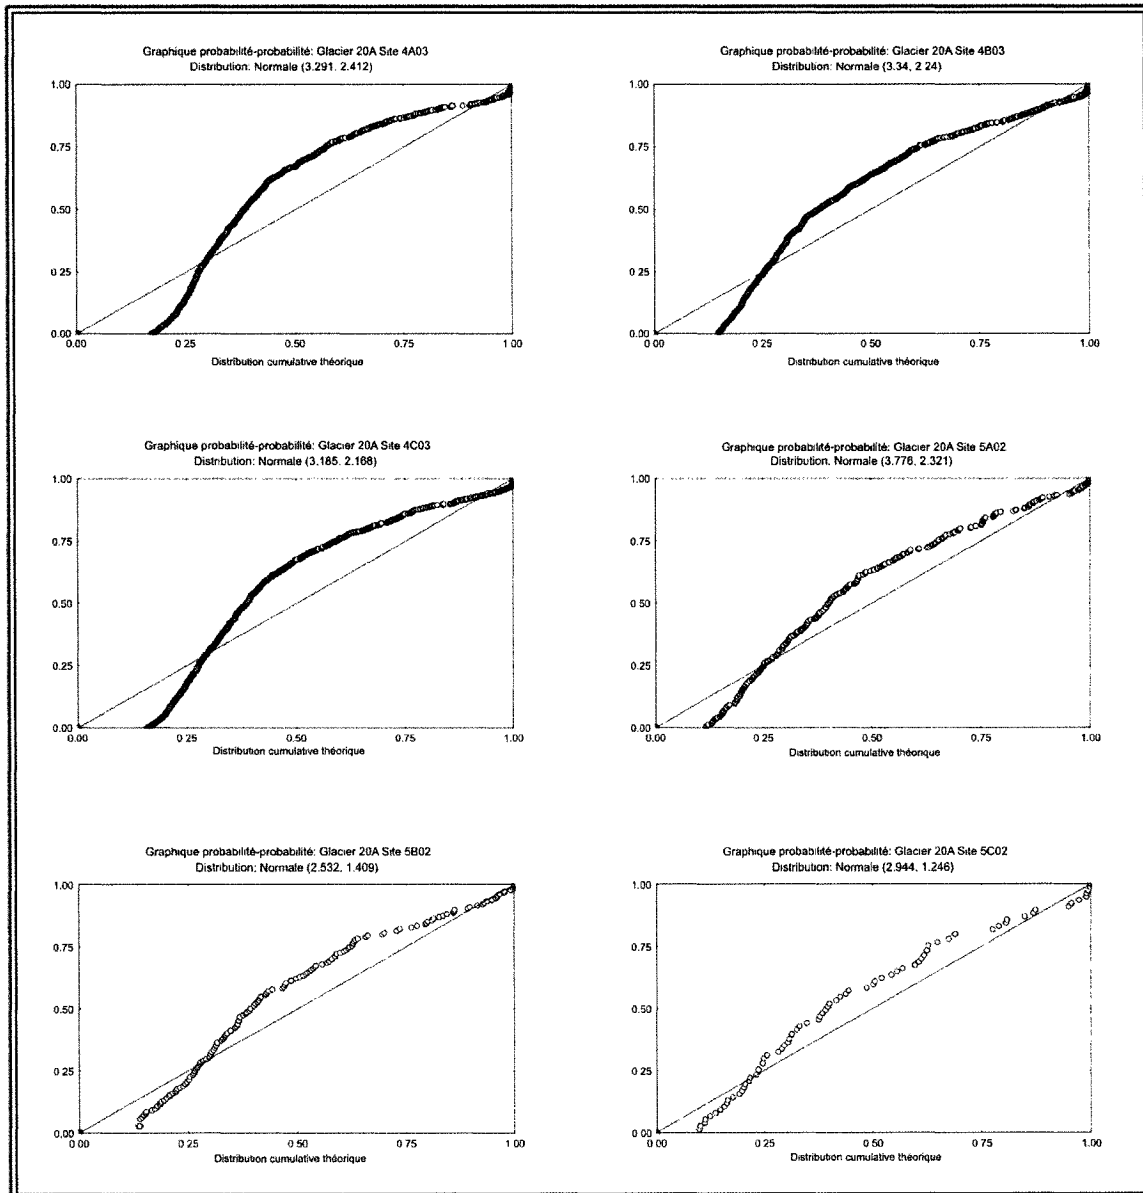 Graphique probabilité-probabilité: Glacier 20A Site 4A03
Distribution: Normale (3.291, 2.412)
1.00
0.75
0.50
0.25
0.00
0.00 0.25 0.50 0.75 1.00
Distribution cumulative théorique
Graphique probabilité-probabilité: Glacier 20A Site 4B03
Distribution: Normale (3.34, 2 24)
1.00
0.75
0.50
0.25
0.00
0.00 0.25 0.50 0.75 1.00
Distribution cumulative théorique
Graphique probabilité-probabilité: Glacier 20A Site 4C03
Distribution: Normale (3.185, 2.168)
1.00
0.75
0.50
0.25
0.00
0.00 0 25 0.50 0.75 1.00
Distribution cumulative théorique
Graphique probabilité-probabilité: Glacier 20A Site 5A02
Distribution. Normale (3.776, 2.321)
1.00
0.75
0.50
0.25
0.00
0.00 0 25 0.50 0.75 1.00
Distribution cumulative théorique
Graphique probabilité-probabilité: Glacier 20A Site 5B02
Distribution: Normale (2.532, 1.409)
1.00
0.75
0.50
0.25
0.00
0.00 0.25 0.50 0.75 1.00
Distribution cumulative théorique
Graphique probabilité-probabilité: Glacier 20A Site 5C02
Distribution: Normale (2.944, 1.246)
1.00
0.75
0.50
0.25
0.00
0.00 0 25 0.50 0.75 1.00
Distribution cumulative théorique